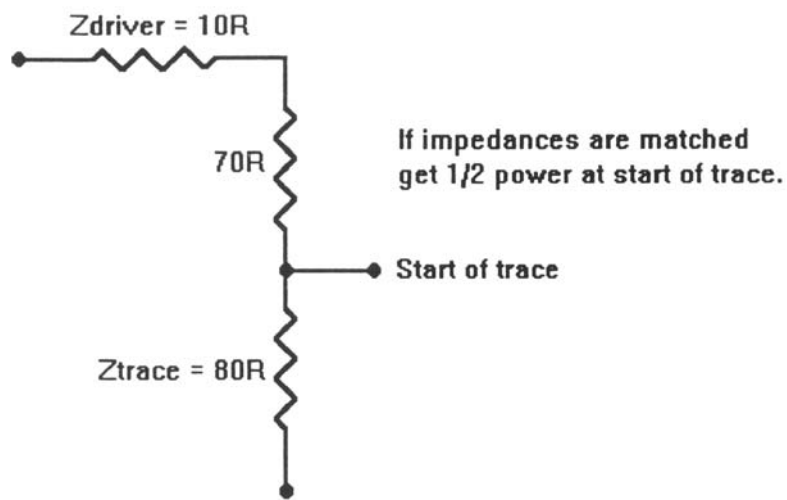 Zdriver = 10R
70R
If impedances are matched
get 1/2 power at start of trace.
Start of trace
Ztrace = 80R